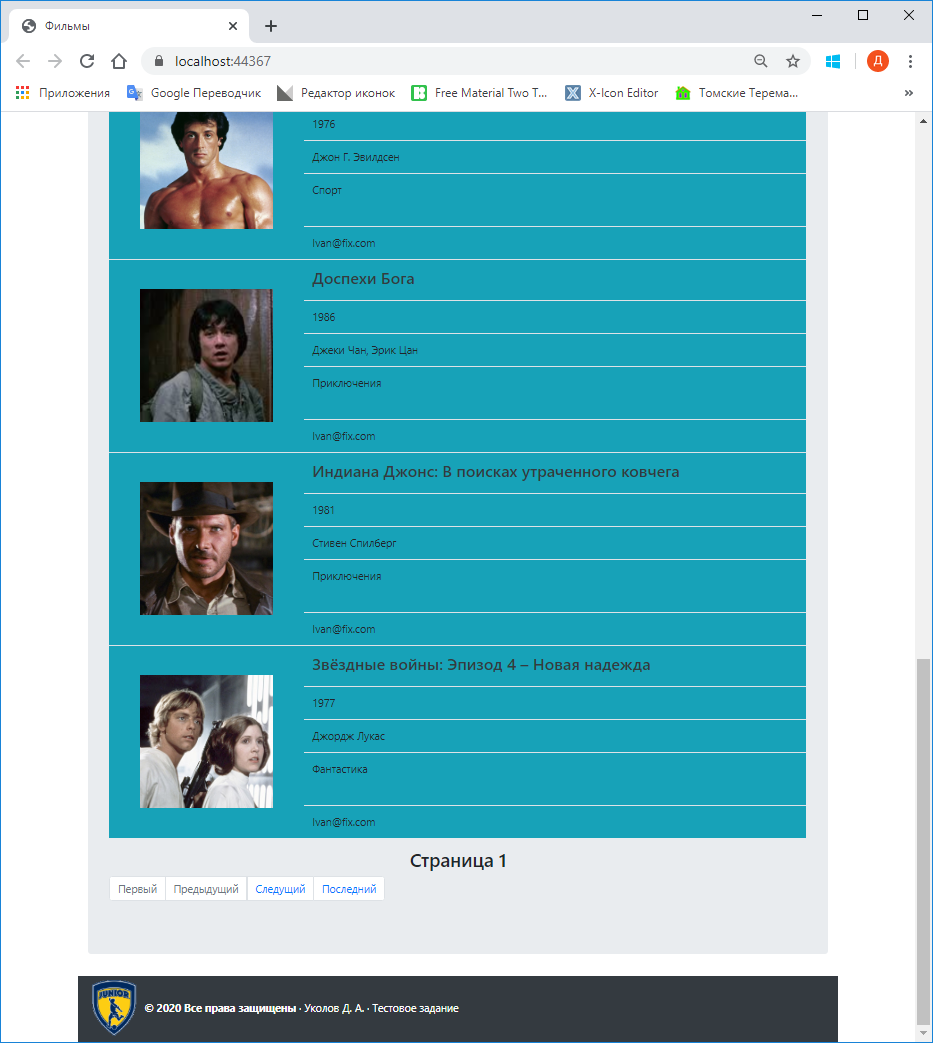 Фильмы
localhost:44367
Д
Приложения Google Переводчик Редактор иконок Free Material Two T... X-Icon Editor Томские Терема... »
1976
Джон Г. Эвилдсен
Спорт
Ivan@fix.com
Доспехи Бога
1986
Джеки Чан, Эрик Цан
Приключения
Ivan@fix.com
Индиана Джонс: В поисках утраченного ковчега
1981
Стивен Спилберг
Приключения
Ivan@fix.com
Звёздные войны: Эпизод 4 – Новая надежда
1977
Джордж Лукас
Фантастика
Ivan@fix.com
Страница 1
Первый Предыдущий Следущий Последний
JUNIOR
© 2020 Все права защищены · Уколов Д. А. · Тестовое задание